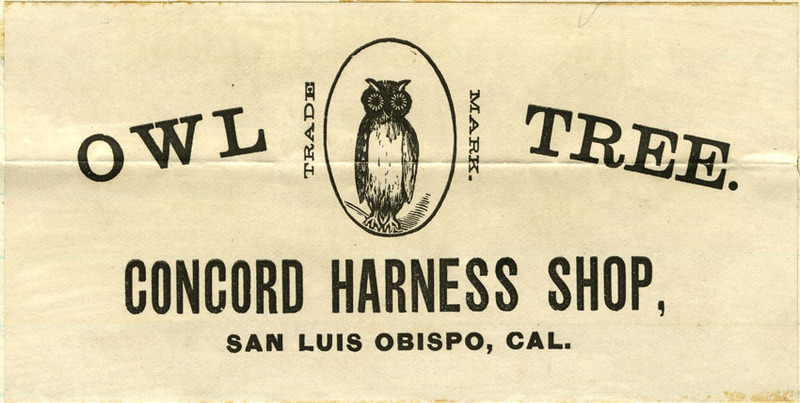 OWL TRADE MARK. TREE.
CONCORD HARNESS SHOP,
SAN LUIS OBISPO, CAL.